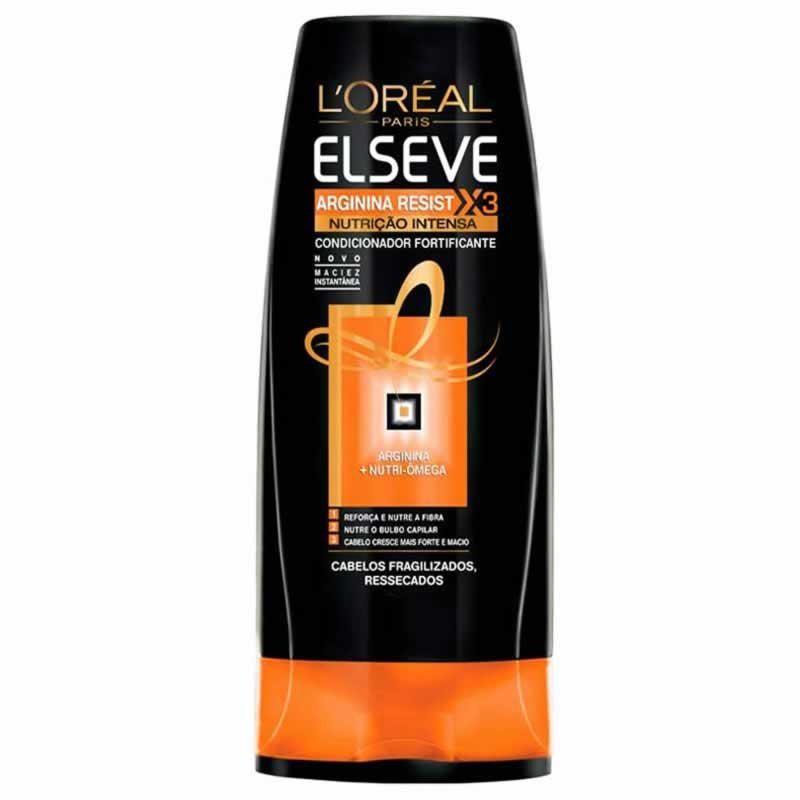 L'ORÉAL
PARIS
ELSEVE
ARGININA RESIST X3
NUTRIÇÃO INTENSA
CONDICIONADOR FORTIFICANTE
NOVO
MACIEZ
INSTANTÂNEA
ARGININA
+ NUTRI-ÔMEGA
1 REFORÇA E NUTRE A FIBRA
2 NUTRE O BULBO CAPILAR
3 CABELO CRESCE MAIS FORTE E MACIO
CABELOS FRAGILIZADOS,
RESSECADOS